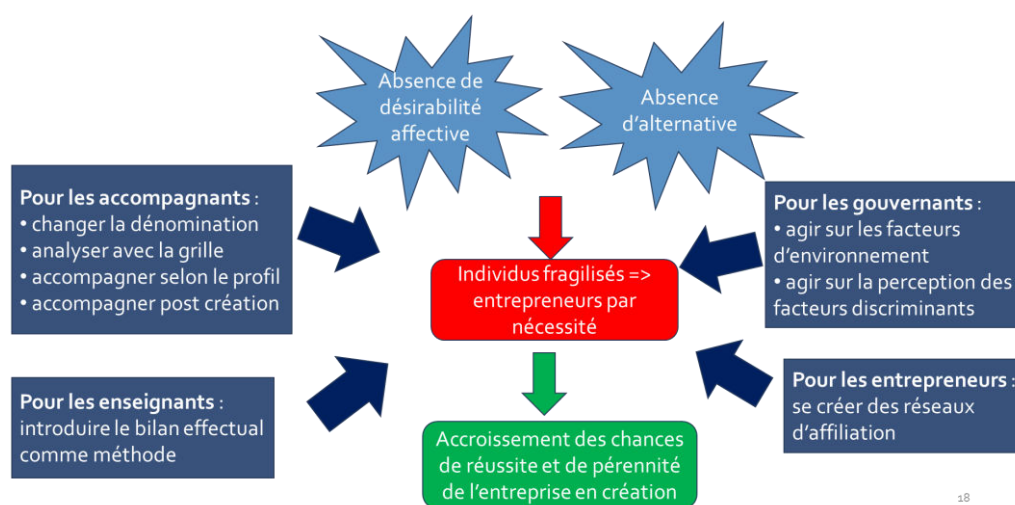 Absence de
désirabilité
affective
Absence
d'alternative
Pour les accompagnants :
• changer la dénomination
• analyser avec la grille
• accompagner selon le profil
• accompagner post création
Pour les gouvernants :
• agir sur les facteurs
d'environnement
• agir sur la perception des
facteurs discriminants
Individus fragilisés =>
entrepreneurs par
nécessité
Pour les enseignants :
introduire le bilan effectual
comme méthode
Pour les entrepreneurs :
se créer des réseaux
d'affiliation
Accroissement des chances
de réussite et de pérennité
de l'entreprise en création
18